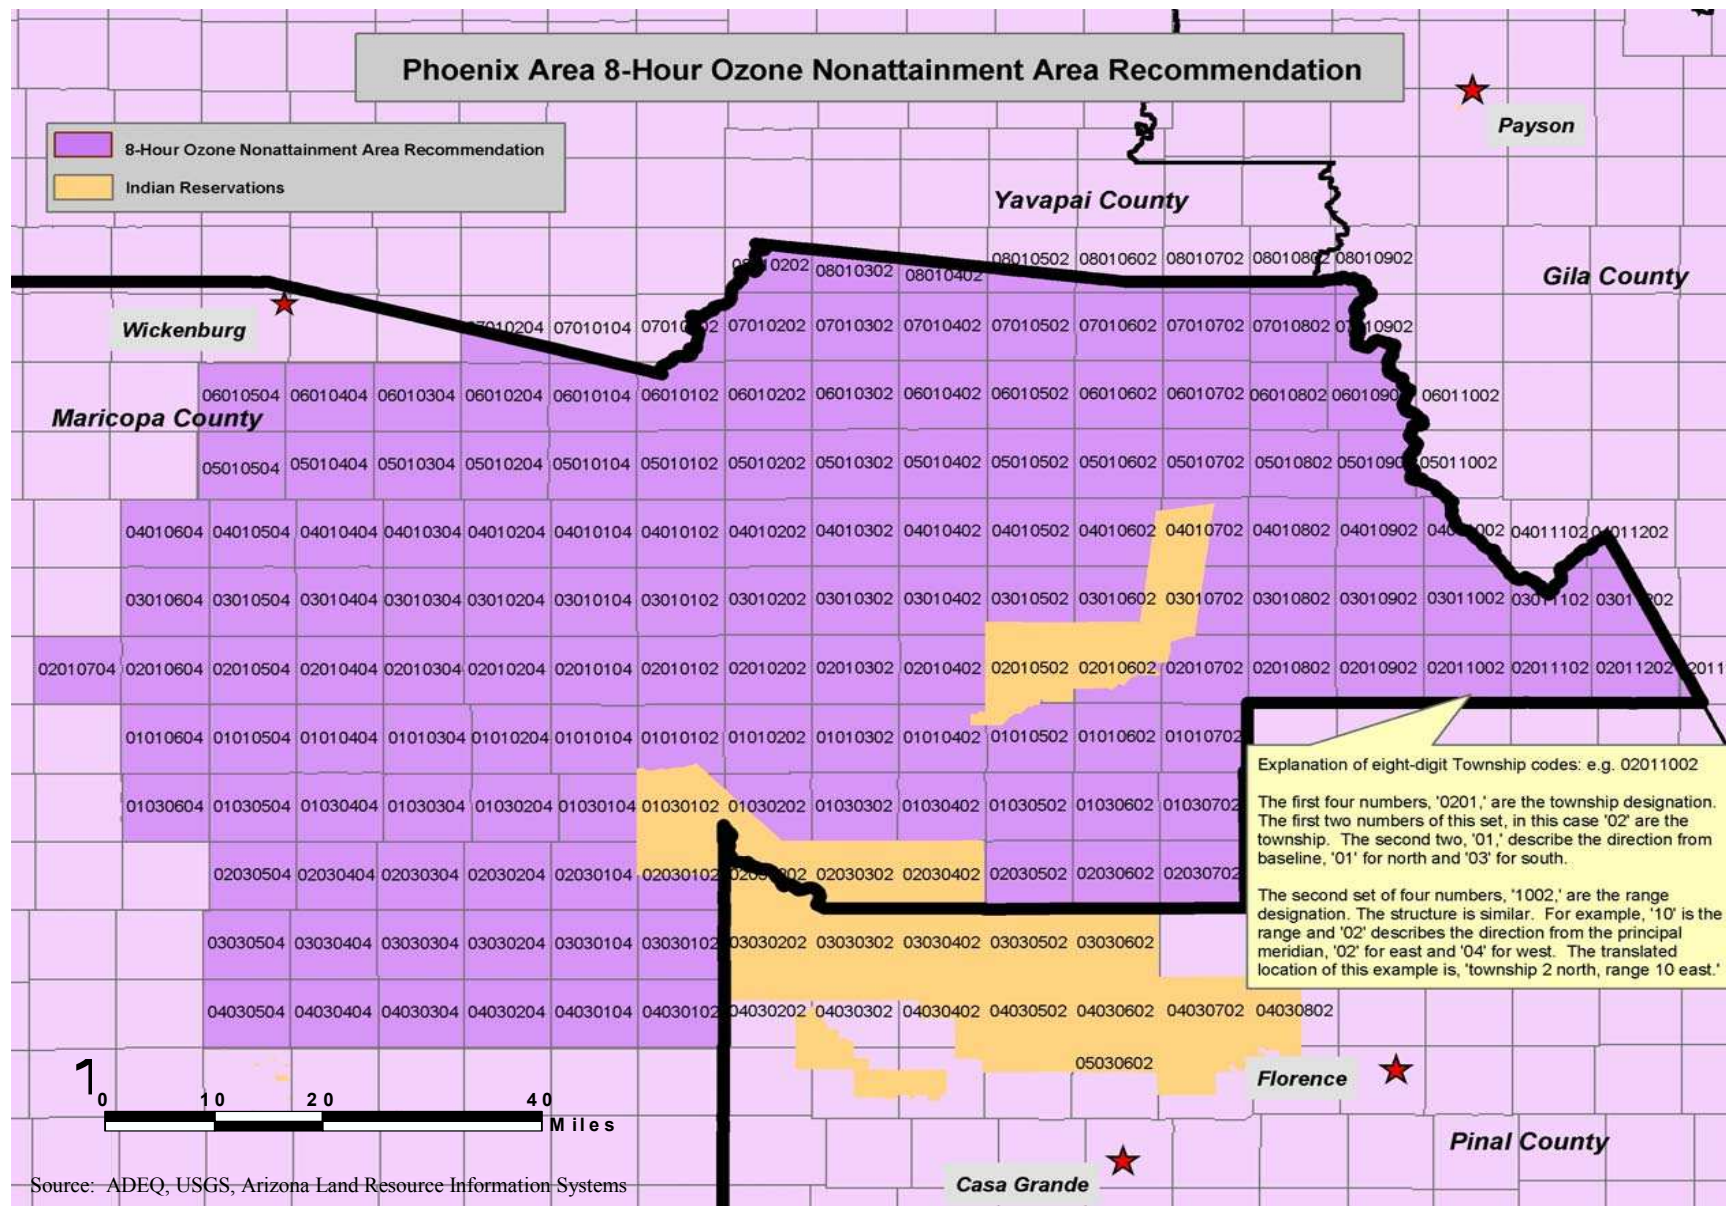 Phoenix Area 8-Hour Ozone Nonattainment Area Recommendation
Payson
8-Hour Ozone Nonattainment Area Recommendation
Indian Reservations
Yavapai County
08010502 08010602 08010702 08010802 08010902
08010302 08010402
Gila County
Wickenburg
07010104 07010202 07010302 07010402 07010502 07010602 07010702 07010802
06010504 06010404 06010304 06010204 06010104 06010102 06010202 06010302 06010402 06010502 06010602 06010702 06010802 06011002
Maricopa County
05010504 05010404 05010304 05010204 05010104 05010102 05010202 05010302 05010402 05010502 05010602 05010702 05010802 05011002
04010604 04010504 04010404 04010304 04010204 04010104 04010102 04010202 04010302 04010402 04010502 04010602 04010702 04010802 04010902 04011102 04011202
03010604 03010504 03010404 03010304 03010204 03010104 03010102 03010202 03010302 03010402 03010502 03010602 03010702 03010802 03010902 03011002 03011102
02010704 02010604 02010504 02010404 02010304 02010204 02010104 02010102 02010202 02010302 02010402 02010502 02010602 02010702 02010802 02010902 02011002 02011102 02011202
01010604 01010504 01010404 01010304 01010204 01010104 01010102 01010202 01010302 01010402 01010502 01010602 01010702
01030604 01030504 01030404 01030304 01030204 01030104 01030102 01030202 01030302 01030402 01030502 01030602 01030702
02030504 02030404 02030304 02030204 02030104 02030102 02030302 02030402 02030502 02030602 02030702
03030504 03030404 03030304 03030204 03030104 03030102 03030202 03030302 03030402 03030502 03030602
04030504 04030404 04030304 04030204 04030104 04030102 04030202 04030302 04030402 04030502 04030602 04030702 04030802
05030602
Explanation of eight-digit Township codes: e.g. 02011002
The first four numbers, '0201,' are the township designation.
The first two numbers of this set, in this case '02' are the
township. The second two, '01,' describe the direction from
baseline, '01' for north and '03' for south.
The second set of four numbers, '1002,' are the range
designation. The structure is similar. For example, '10' is the
range and '02' describes the direction from the principal
meridian, '02' for east and '04' for west. The translated
location of this example is, 'township 2 north, range 10 east.'
Florence
1
0 10 20 40
Miles
Pinal County
Casa Grande
Source: ADEQ, USGS, Arizona Land Resource Information Systems